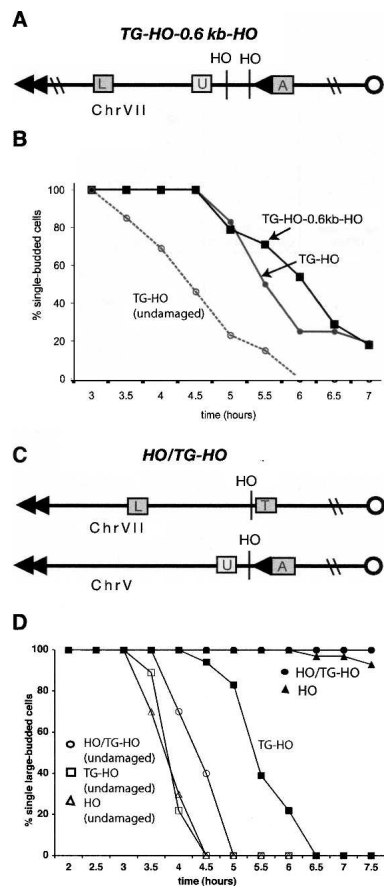 A
TG-HO-0.6 kb-HO
HO HO
L U A
ChrVII
B
100
80
60
40
20
0
% single-budded cells
TG-HO-0.6kb-HO
TG-HO
TG-HO
(undamaged)
3 3.5 4 4.5 5 5.5 6 6.5 7
time (hours)
C
HO/TG-HO
HO
L T
ChrVII
HO
U A
ChrV
D
100
80
60
40
20
0
% single large-budded cells
HO/TG-HO
HO
TG-HO
HO/TG-HO
(undamaged)
TG-HO
(undamaged)
HO
(undamaged)
2 2.5 3 3.5 4 4.5 5 5.5 6 6.5 7 7.5
time (hours)